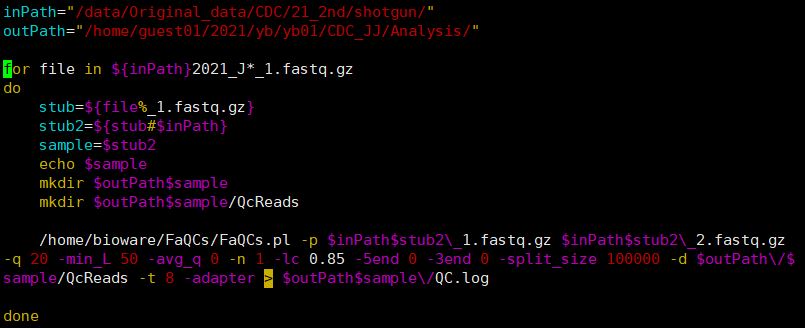 inPath="/data/Original_data/CDC/21_2nd/shotgun/"
outPath="/home/guest01/2021/yb/yb01/CDC_JJ/Analysis/"
for file in ${inPath}2021_J*_1.fastq.gz
do
    stub=${file%_1.fastq.gz}
    stub2=${stub#$inPath}
    sample=$stub2
    echo $sample
    mkdir $outPath$sample
    mkdir $outPath$sample/QcReads
    /home/bioware/FaQCs/FaQCs.pl -p $inPath$stub2\_1.fastq.gz $inPath$stub2\_2.fastq.gz
-q 20 -min_L 50 -avg_q 0 -n 1 -lc 0.85 -5end 0 -3end 0 -split_size 100000 -d $outPath\/$
sample/QcReads -t 8 -adapter > $outPath$sample\/QC.log
done